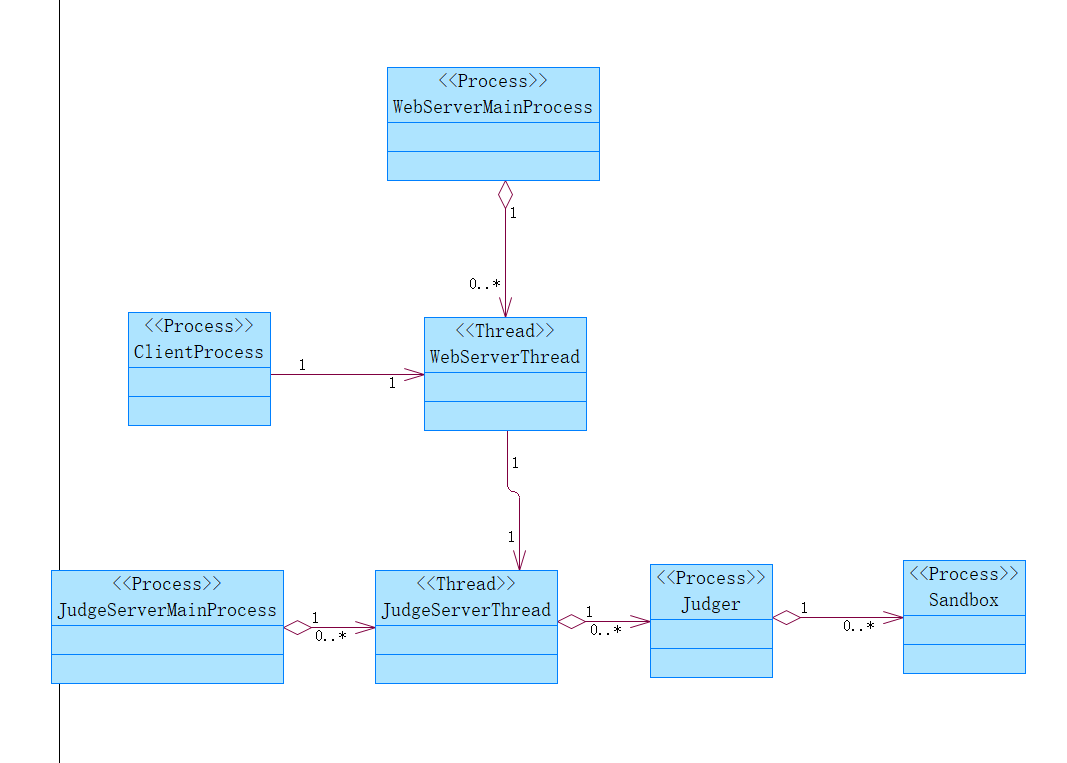 <<Process>>
WebServerMainProcess
1
0..*
<<Process>>
ClientProcess
1
1
<<Thread>>
WebServerThread
1
1
<<Process>>
JudgeServerMainProcess
1
0..*
<<Thread>>
JudgeServerThread
1
0..*
<<Process>>
Judger
1
0..*
<<Process>>
Sandbox